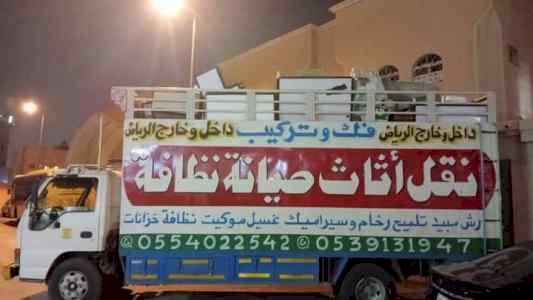 داخل وخارج الرياض فك وتركيب داخل وخارج الرياض
نقل أثاث صيانة نظافة
رش مبيد تلميع رخام وسيراميك غسيل موكيت نظافة خزانات
0554022542 0539131947